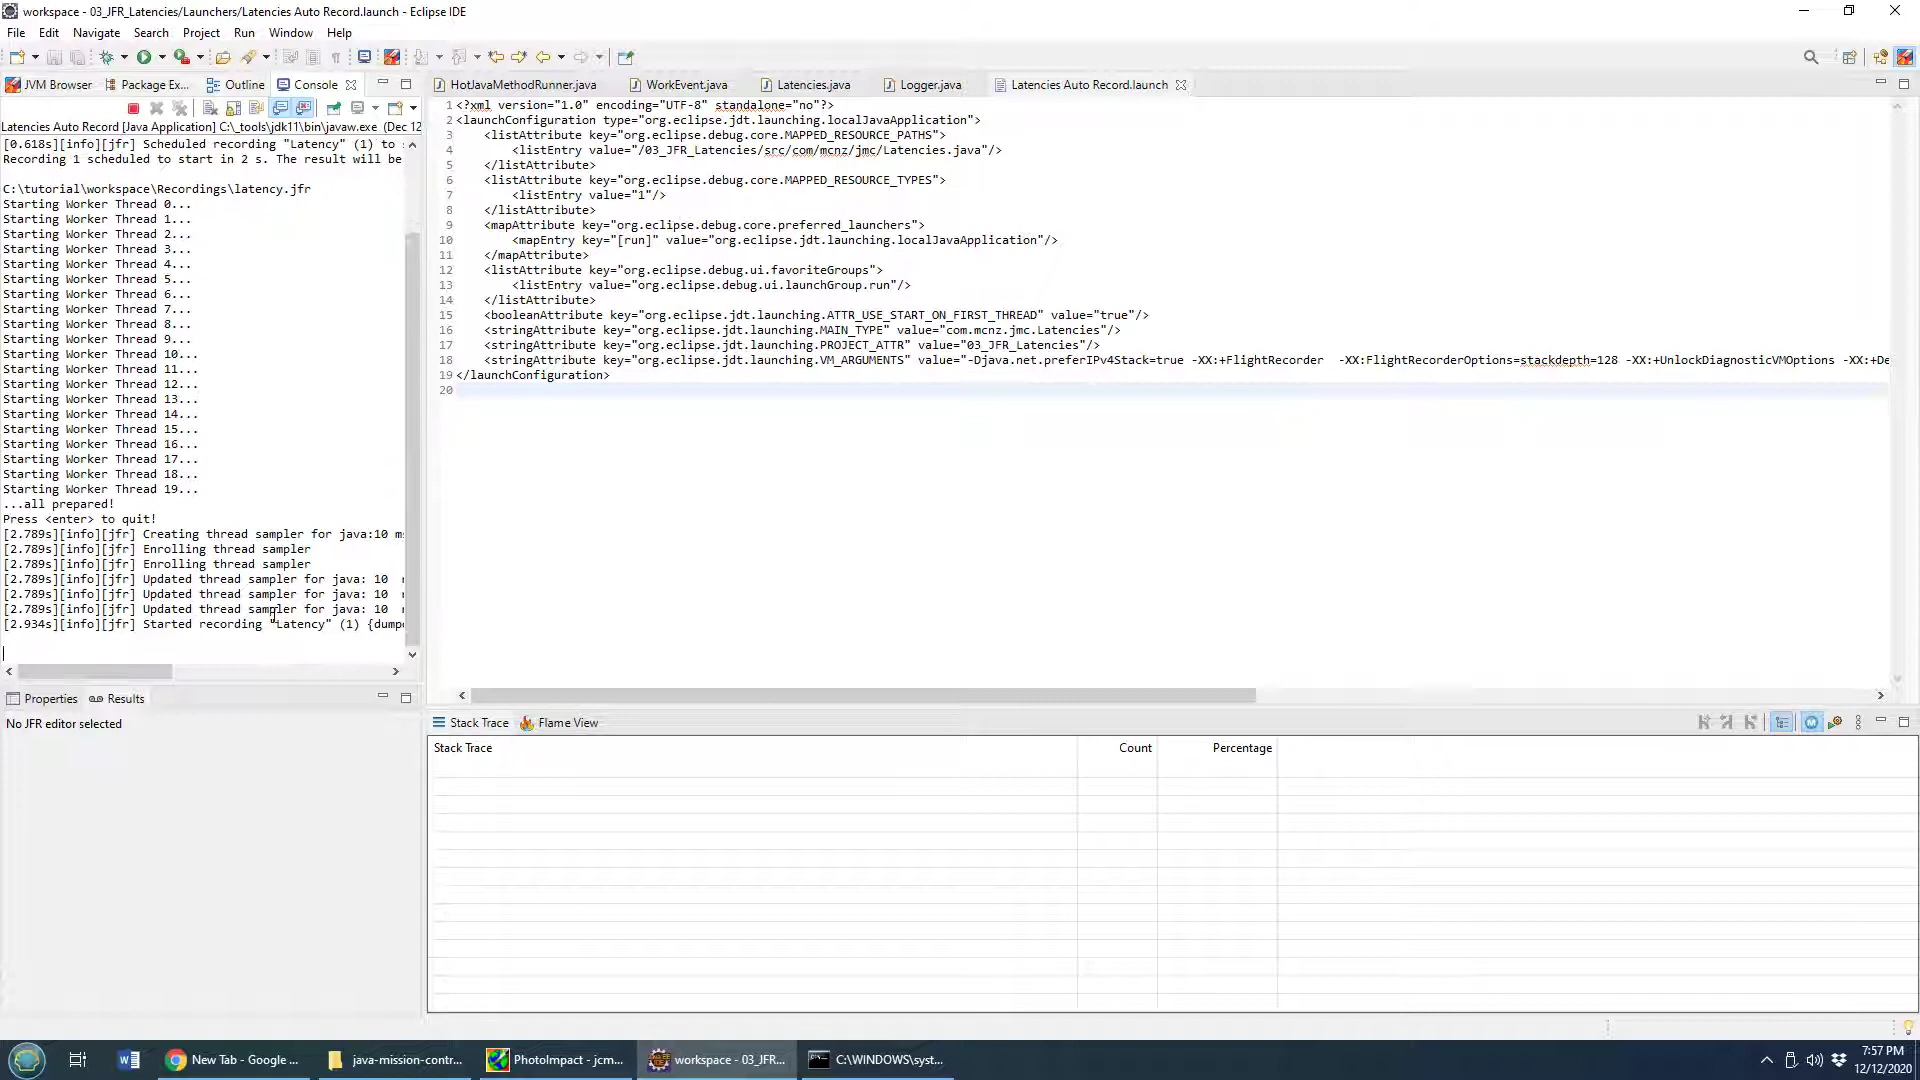 workspace - 03_JFR_Latencies/Launchers/Latencies Auto Record.launch - Eclipse IDE
File Edit Navigate Search Project Run Window Help
JVM Browser Package Ex... Outline Console
Latencies Auto Record [Java Application] C:\_tools\jdk11\bin\javaw.exe (Dec 12
[0.618s][info][jfr] Scheduled recording "Latency" (1) to
Recording 1 scheduled to start in 2 s. The result will be
C:\tutorial\workspace\Recordings\latency.jfr
Starting Worker Thread 0...
Starting Worker Thread 1...
Starting Worker Thread 2...
Starting Worker Thread 3...
Starting Worker Thread 4...
Starting Worker Thread 5...
Starting Worker Thread 6...
Starting Worker Thread 7...
Starting Worker Thread 8...
Starting Worker Thread 9...
Starting Worker Thread 10...
Starting Worker Thread 11...
Starting Worker Thread 12...
Starting Worker Thread 13...
Starting Worker Thread 14...
Starting Worker Thread 15...
Starting Worker Thread 16...
Starting Worker Thread 17...
Starting Worker Thread 18...
Starting Worker Thread 19...
...all prepared!
Press <enter> to quit!
[2.789s][info][jfr] Creating thread sampler for java:10 m
[2.789s][info][jfr] Enrolling thread sampler
[2.789s][info][jfr] Enrolling thread sampler
[2.789s][info][jfr] Updated thread sampler for java: 10
[2.789s][info][jfr] Updated thread sampler for java: 10
[2.789s][info][jfr] Updated thread sampler for java: 10
[2.934s][info][jfr] Started recording "Latency" (1) {dump
HotJavaMethodRunner.java WorkEvent.java Latencies.java Logger.java Latencies Auto Record.launch
1 <?xml version="1.0" encoding="UTF-8" standalone="no"?>
2 <launchConfiguration type="org.eclipse.jdt.launching.localJavaApplication">
3 <listAttribute key="org.eclipse.debug.core.MAPPED_RESOURCE_PATHS">
4 <listEntry value="/03_JFR_Latencies/src/com/mcnz/jmc/Latencies.java"/>
5 </listAttribute>
6 <listAttribute key="org.eclipse.debug.core.MAPPED_RESOURCE_TYPES">
7 <listEntry value="1"/>
8 </listAttribute>
9 <mapAttribute key="org.eclipse.debug.core.preferred_launchers">
10 <mapEntry key="[run]" value="org.eclipse.jdt.launching.localJavaApplication"/>
11 </mapAttribute>
12 <listAttribute key="org.eclipse.debug.ui.favoriteGroups">
13 <listEntry value="org.eclipse.debug.ui.launchGroup.run"/>
14 </listAttribute>
15 <booleanAttribute key="org.eclipse.jdt.launching.ATTR_USE_START_ON_FIRST_THREAD" value="true"/>
16 <stringAttribute key="org.eclipse.jdt.launching.MAIN_TYPE" value="com.mcnz.jmc.Latencies"/>
17 <stringAttribute key="org.eclipse.jdt.launching.PROJECT_ATTR" value="03_JFR_Latencies"/>
18 <stringAttribute key="org.eclipse.jdt.launching.VM_ARGUMENTS" value="-Djava.net.preferIPv4Stack=true -XX:+FlightRecorder -XX:FlightRecorderOptions=stackdepth=128 -XX:+UnlockDiagnosticVMOptions -XX:+De
19 </launchConfiguration>
20
Properties Results
No JFR editor selected
Stack Trace Flame View
Stack Trace Count Percentage
New Tab - Google ... java-mission-contr... PhotoImpact - jcm... workspace - 03_JFR... C:\WINDOWS\syst...
7:57 PM
12/12/2020